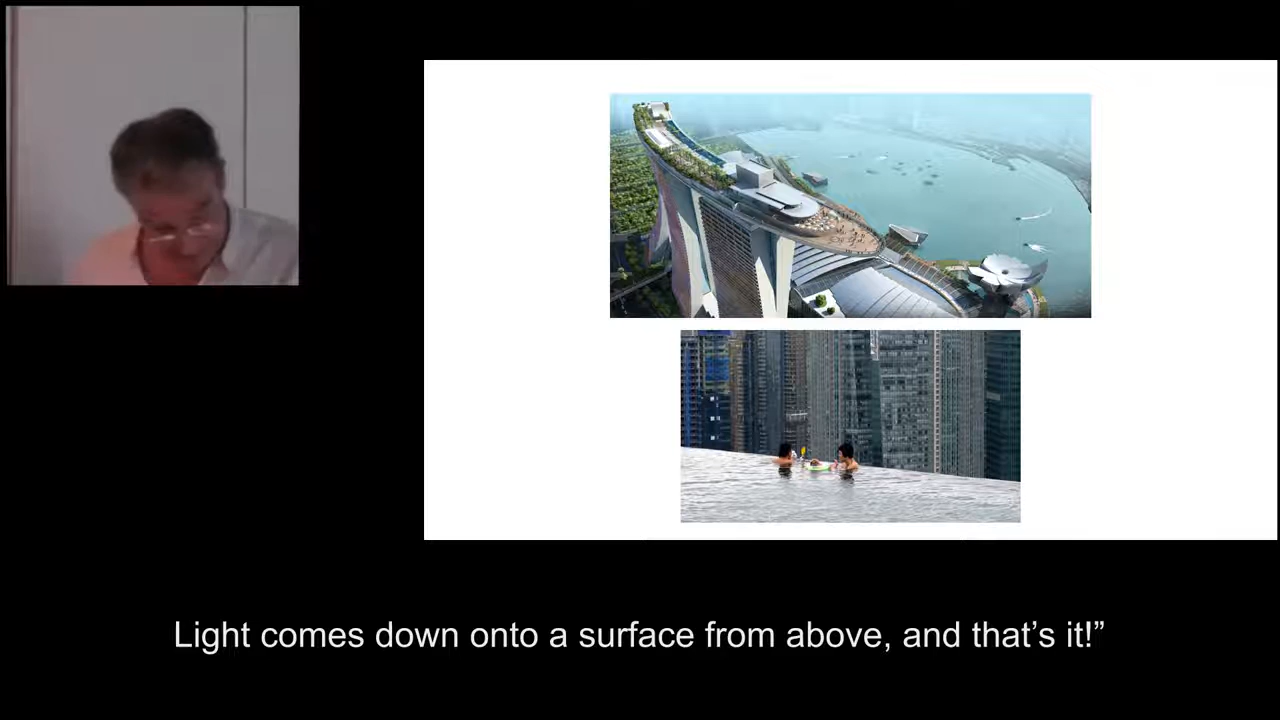 Light comes down onto a surface from above, and that’s it!”